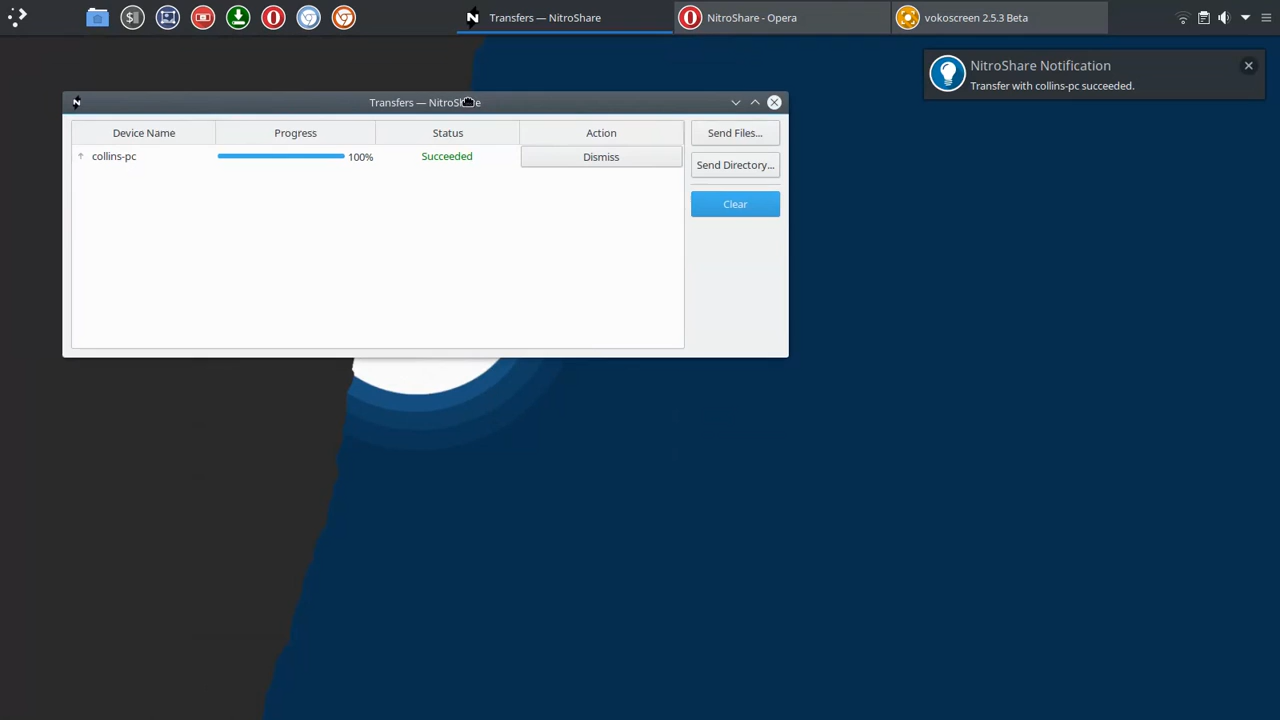 Transfers — NitroShare
NitroShare - Opera
vokoscreen 2.5.3 Beta
NitroShare Notification
Transfer with collins-pc succeeded.
Transfers — NitroShare
Device Name
Progress
Status
Action
Send Files...
collins-pc
100%
Succeeded
Dismiss
Send Directory...
Clear